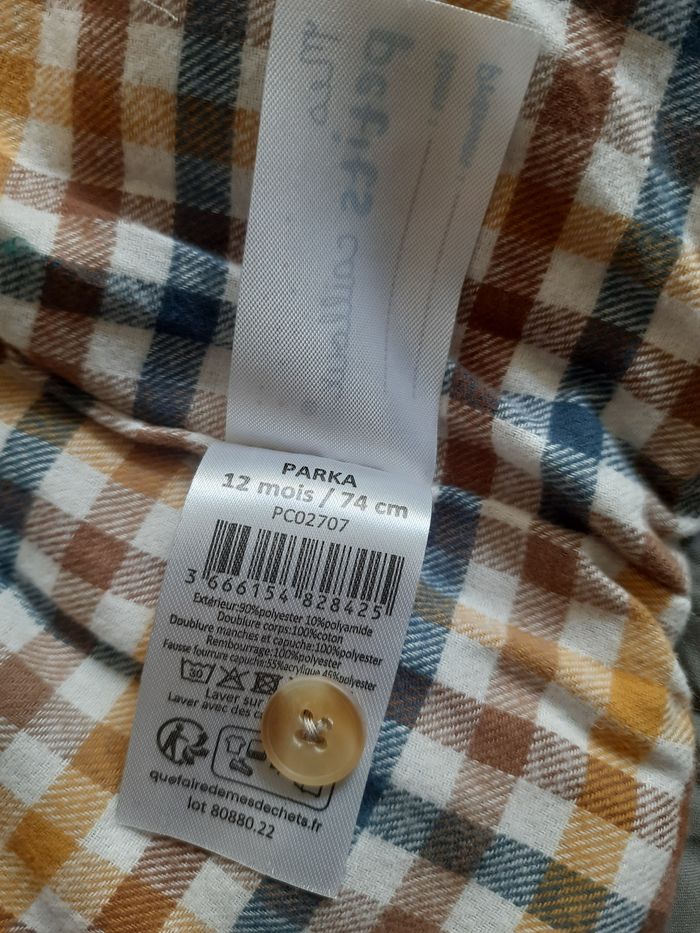 PARKA
12 mois / 74 cm
PC02707
3 666154 828425
Extérieur:90%polyester 10%polyamide
Doublure corps:100%coton
Doublure manches et capuche:100%polyester
Rembourrage:100%polyester
Fausse fourrure capuche:55%acrylique 45%polyester
30
Laver sur
Laver avec des
quefairedemesdechets.fr
lot 80880.22
petits